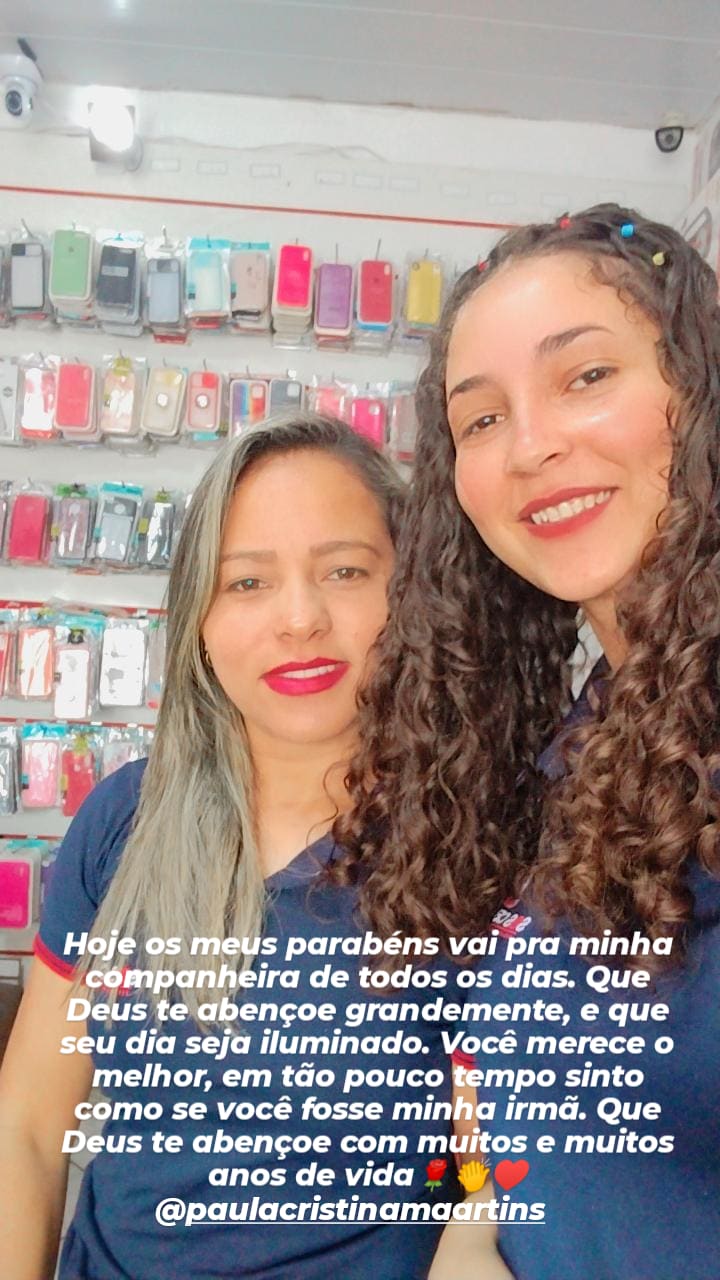 Hoje os meus parabéns vai pra minha
companheira de todos os dias. Que
Deus te abençoe grandemente, e que
seu dia seja iluminado. Você merece o
melhor, em tão pouco tempo sinto
como se você fosse minha irmã. Que
Deus te abençoe com muitos e muitos
anos de vida🌹👏❤️
@paulacristinamaartins